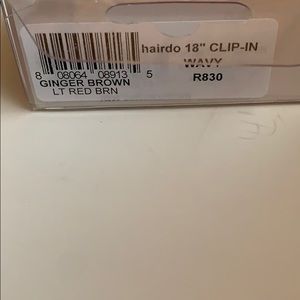 hairdo 18" CLIP-IN
WAVY
R830
8 08064 08913 5
GINGER BROWN
LT RED BRN